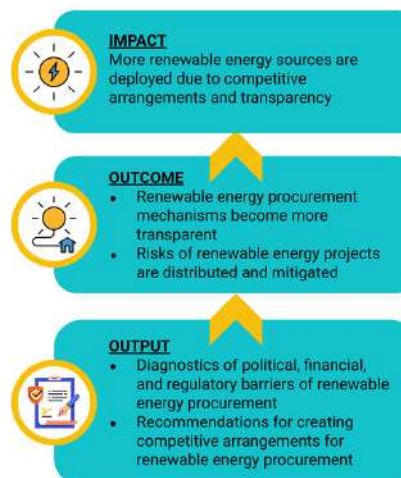 IMPACT
More renewable energy sources are
deployed due to competitive
arrangements and transparency
OUTCOME
• Renewable energy procurement
mechanisms become more
transparent
• Risks of renewable energy projects
are distributed and mitigated
OUTPUT
• Diagnostics of political, financial,
and regulatory barriers of renewable
energy procurement
• Recommendations for creating
competitive arrangements for
renewable energy procurement